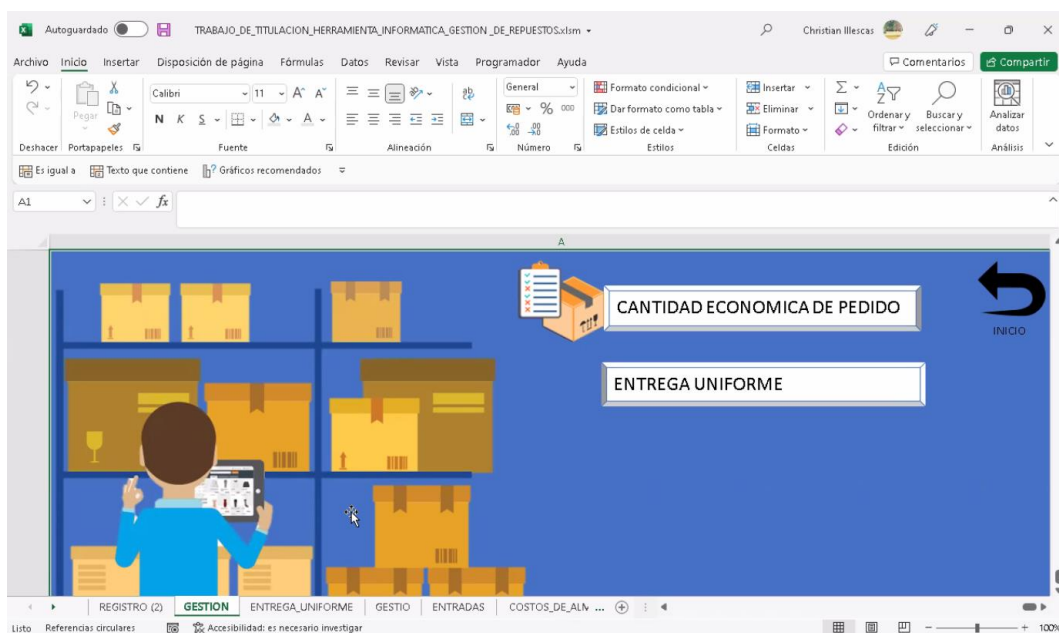 Autoguardado TRABAJO_DE_TITULACION_HERRAMIENTA_INFORMATICA_GESTION _DE_REPUESTOS.xlsm Christian Illescas
Archivo Inicio Insertar Disposición de página Fórmulas Datos Revisar Vista Programador Ayuda Comentarios Compartir
Pegar Calibri 11 A A General Formato condicional Insertar Ordenar y filtrar Buscar y seleccionar Analizar datos
N K S A % 000 Dar formato como tabla Eliminar
Estilos de celda Formato
Deshacer Portapapeles Fuente Alineación Número Estilos Celdas Edición Análisis
Es igual a Texto que contiene Gráficos recomendados
A1 fx
A
CANTIDAD ECONOMICA DE PEDIDO
INICIO
ENTREGA UNIFORME
REGISTRO (2) GESTION ENTREGA_UNIFORME GESTIO ENTRADAS COSTOS_DE_ALM ...
Listo Referencias circulares Accesibilidad: es necesario investigar 100%